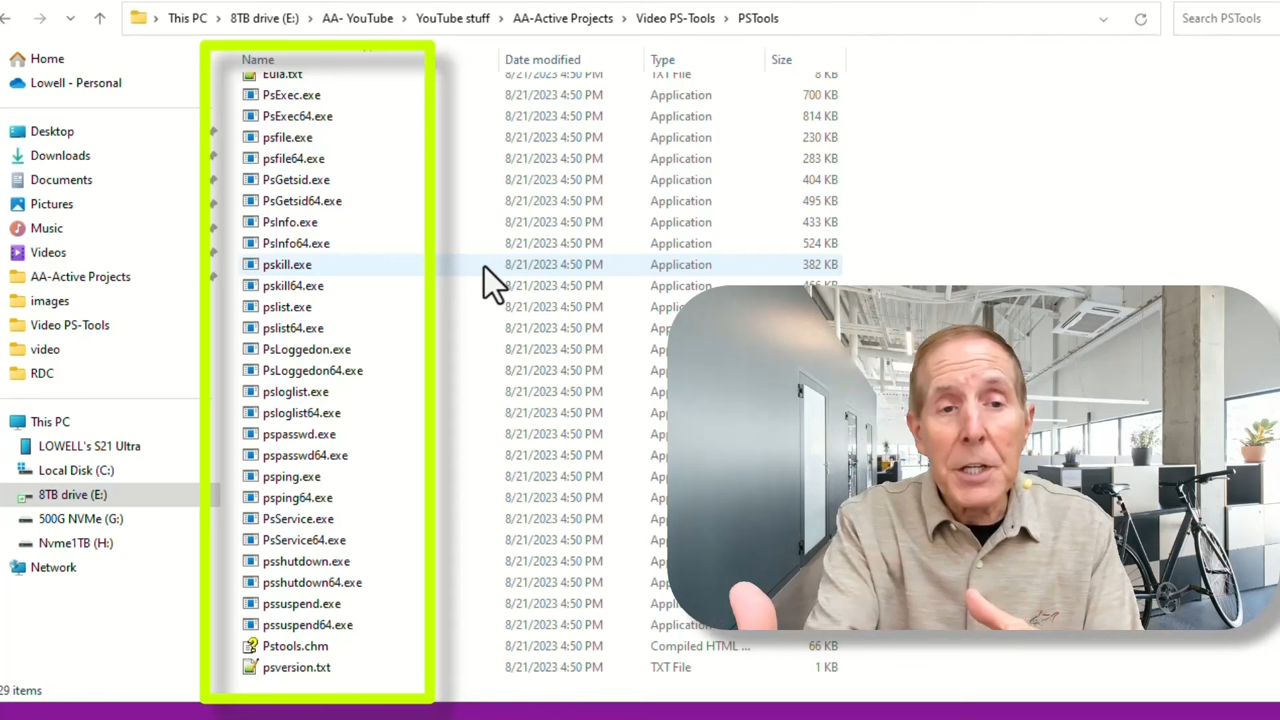 This PC > 8TB drive (E:) > AA- YouTube > YouTube stuff > AA-Active Projects > Video PS-Tools > PSTools
Search PSTools
Home
Lowell - Personal
Desktop
Downloads
Documents
Pictures
Music
Videos
AA-Active Projects
images
Video PS-Tools
video
RDC
This PC
LOWELL's S21 Ultra
Local Disk (C:)
8TB drive (E:)
500G NVMe (G:)
Nvme1TB (H:)
Network
Name Date modified Type Size
Eula.txt 8/21/2023 4:50 PM TXT File 8 KB
PsExec.exe 8/21/2023 4:50 PM Application 700 KB
PsExec64.exe 8/21/2023 4:50 PM Application 814 KB
psfile.exe 8/21/2023 4:50 PM Application 230 KB
psfile64.exe 8/21/2023 4:50 PM Application 283 KB
PsGetsid.exe 8/21/2023 4:50 PM Application 404 KB
PsGetsid64.exe 8/21/2023 4:50 PM Application 495 KB
PsInfo.exe 8/21/2023 4:50 PM Application 433 KB
PsInfo64.exe 8/21/2023 4:50 PM Application 524 KB
pskill.exe 8/21/2023 4:50 PM Application 382 KB
pskill64.exe 8/21/2023 4:50 PM Application KB
pslist.exe 8/21/2023 4:50 PM
pslist64.exe 8/21/2023 4:50 PM
PsLoggedon.exe 8/21/2023 4:50 PM
PsLoggedon64.exe 8/21/2023 4:50 PM
psloglist.exe 8/21/2023 4:50 PM
psloglist64.exe 8/21/2023 4:50 PM
pspasswd.exe 8/21/2023 4:50 PM
pspasswd64.exe 8/21/2023 4:50 PM
psping.exe 8/21/2023 4:50 PM
psping64.exe 8/21/2023 4:50 PM
PsService.exe 8/21/2023 4:50 PM
PsService64.exe 8/21/2023 4:50 PM
psshutdown.exe 8/21/2023 4:50 PM
psshutdown64.exe 8/21/2023 4:50 PM
pssuspend.exe 8/21/2023 4:50 PM
pssuspend64.exe 8/21/2023 4:50 PM
Pstools.chm 8/21/2023 4:50 PM Compiled HTML ... 66 KB
psversion.txt 8/21/2023 4:50 PM TXT File 1 KB
29 items